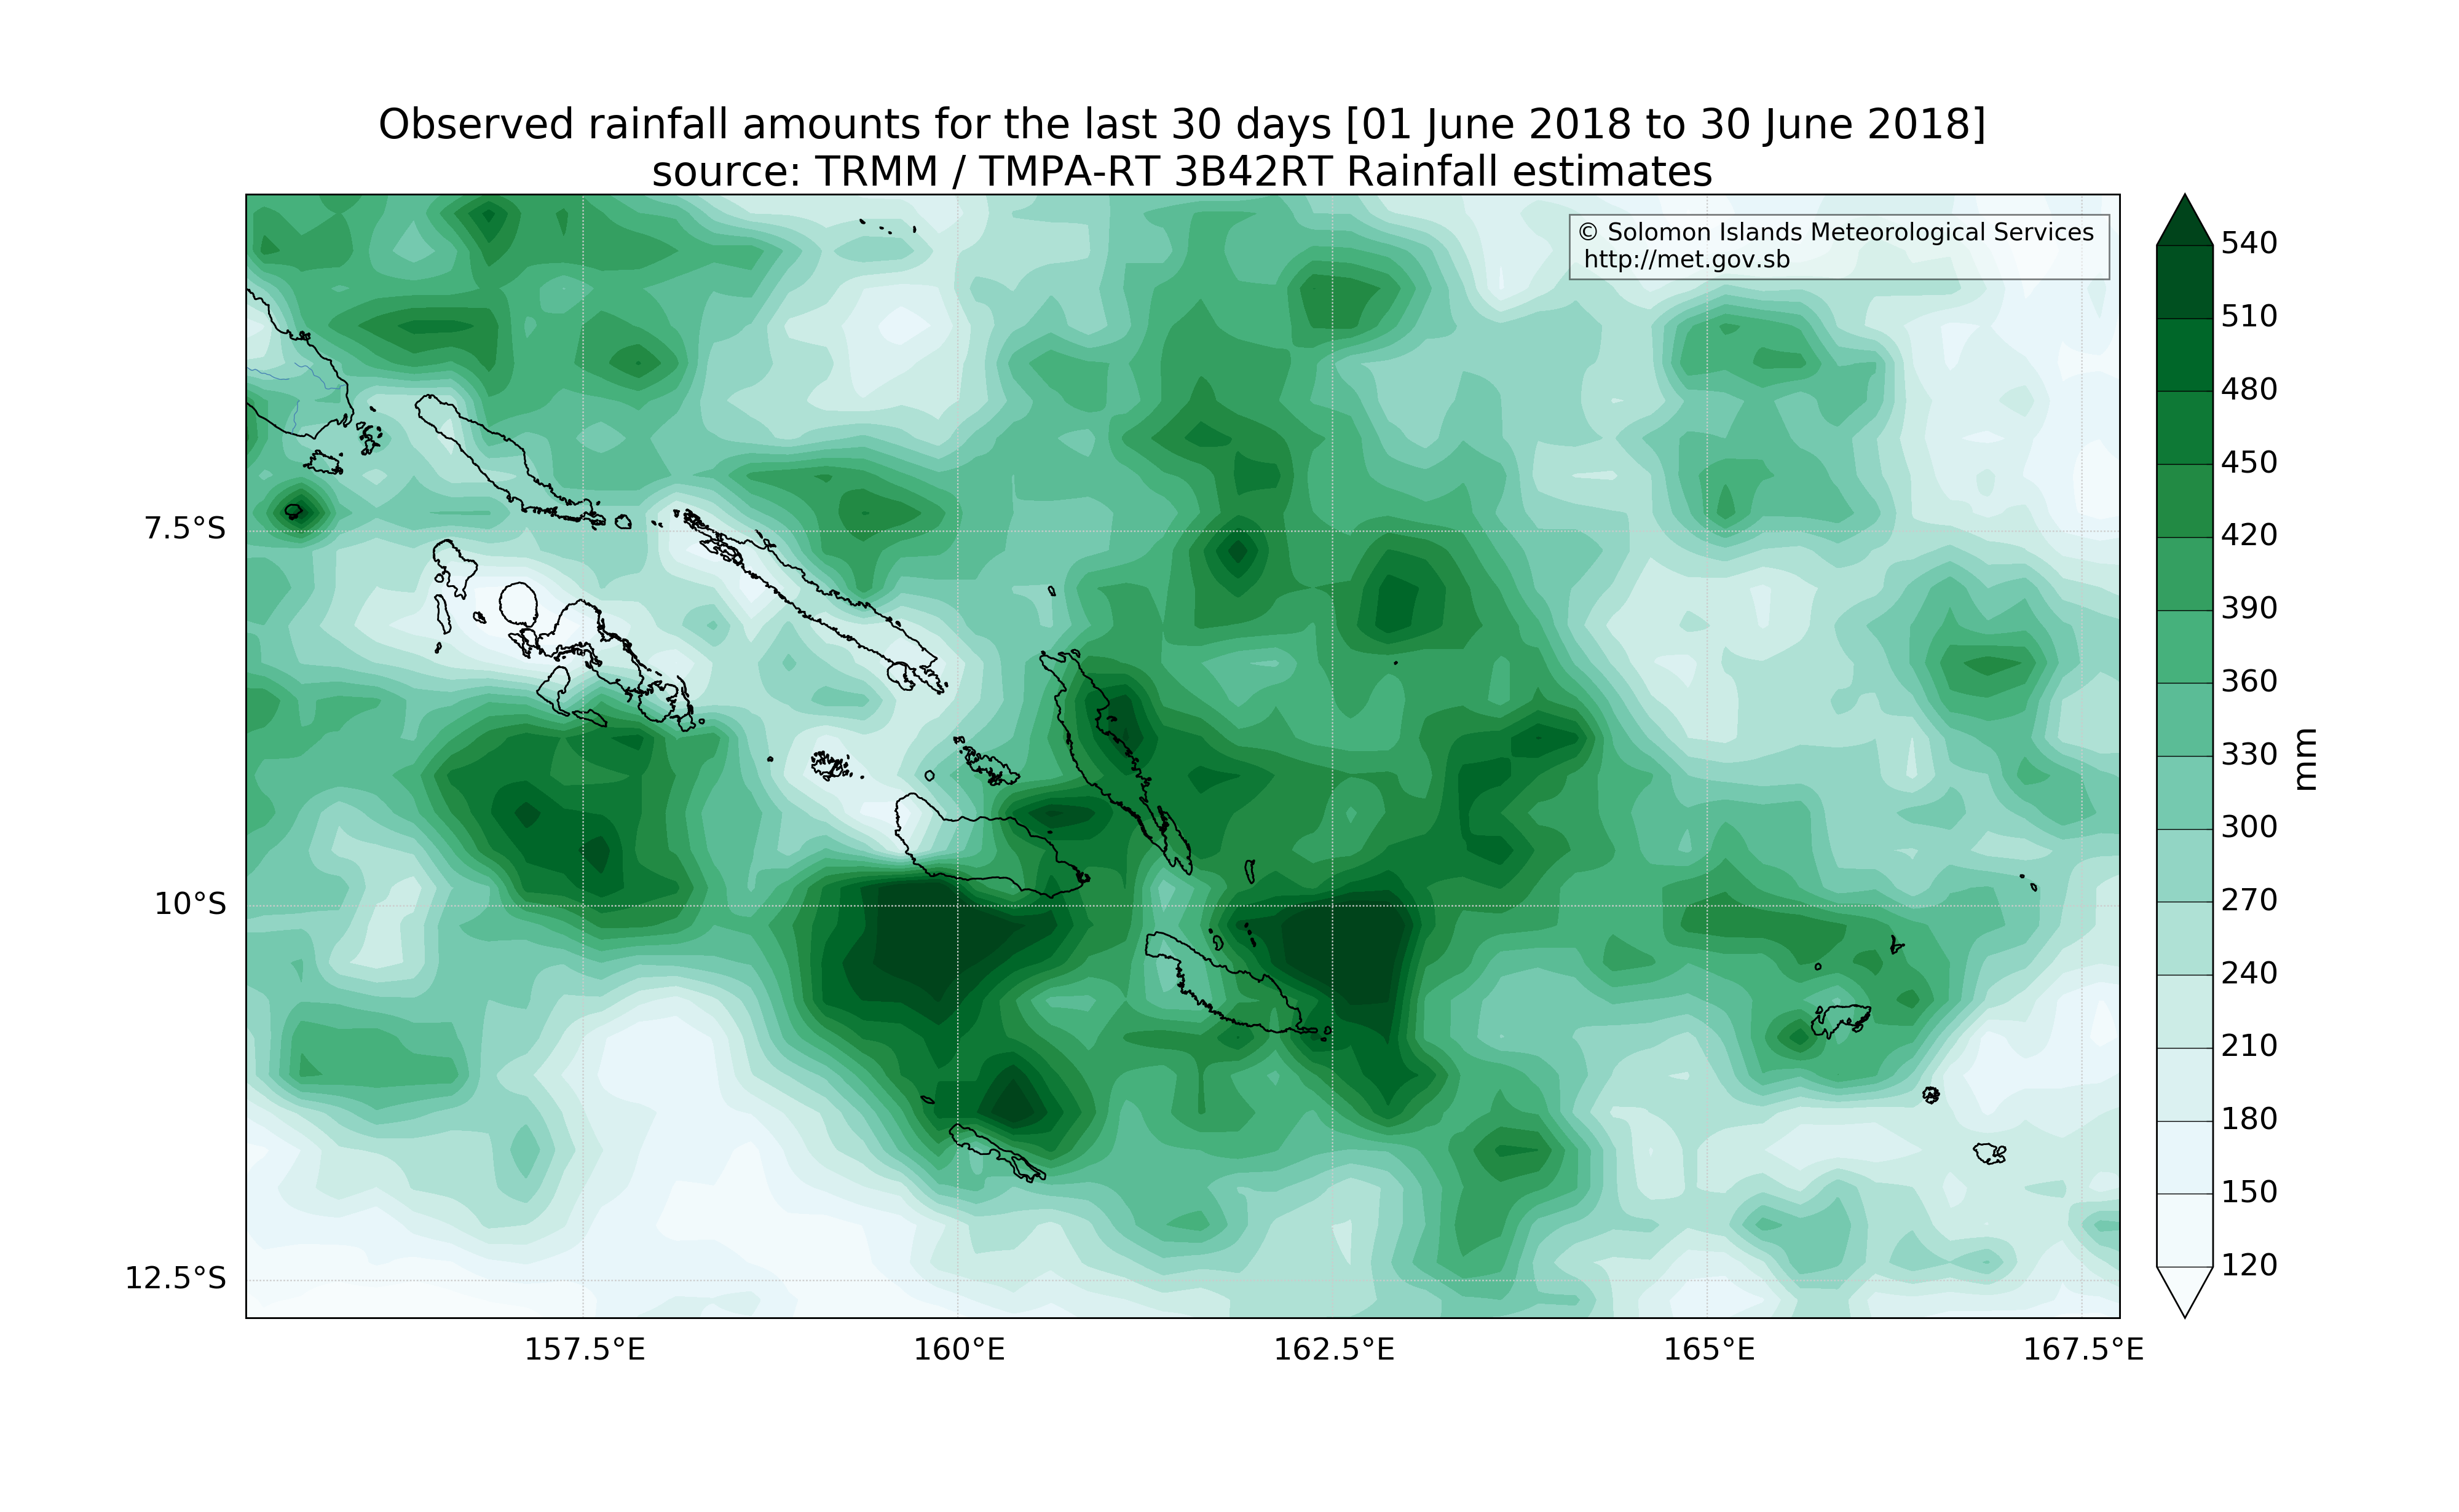 Observed rainfall amounts for the last 30 days [01 June 2018 to 30 June 2018]
source: TRMM / TMPA-RT 3B42RT Rainfall estimates
© Solomon Islands Meteorological Services
http://met.gov.sb
7.5°S
10°S
12.5°S
157.5°E
160°E
162.5°E
165°E
167.5°E
540
510
480
450
420
390
360
330
300
270
240
210
180
150
120
mm